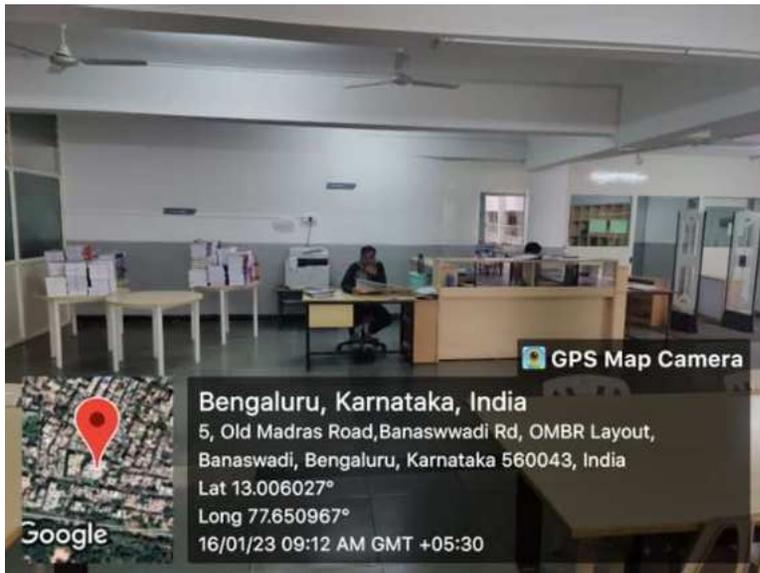 GPS Map Camera
Bengaluru, Karnataka, India
5, Old Madras Road,Banaswwadi Rd, OMBR Layout,
Banaswadi, Bengaluru, Karnataka 560043, India
Lat 13.006027°
Long 77.650967°
16/01/23 09:12 AM GMT +05:30
Google